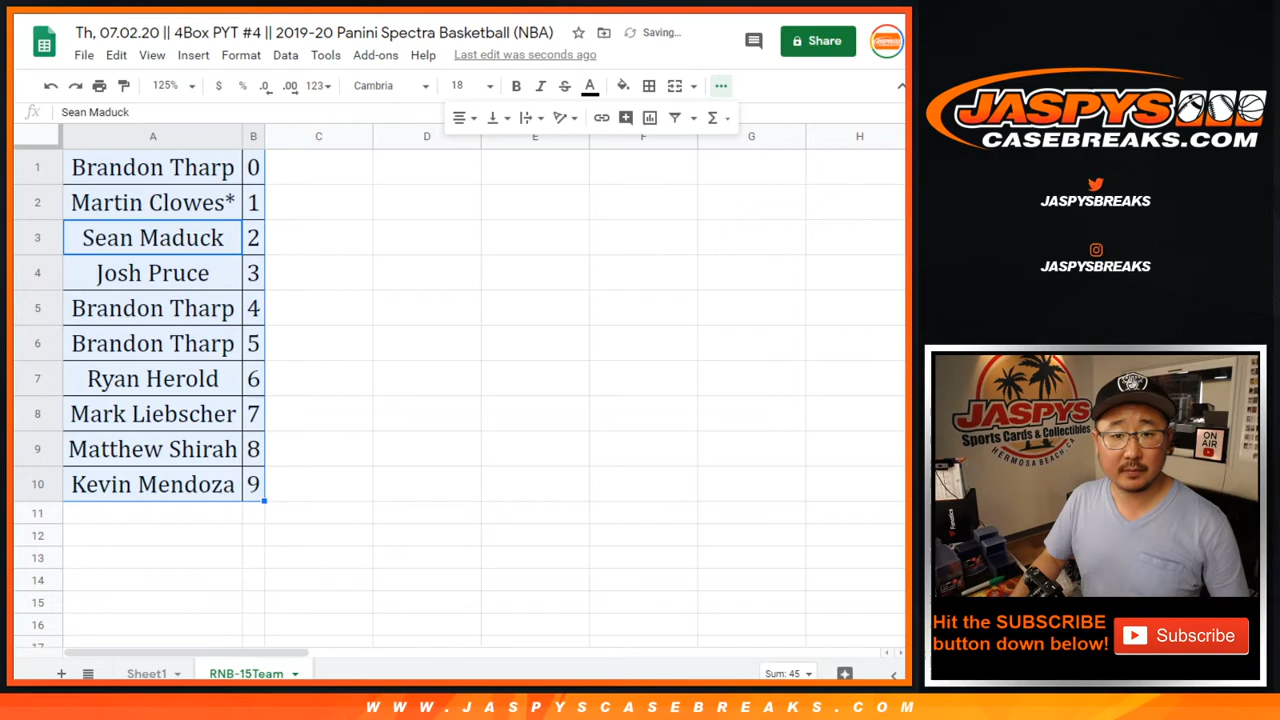 Th, 07.02.20 || 4Box PYT #4 || 2019-20 Panini Spectra Basketball (NBA)
Saving…
Share
File Edit View Insert Format Data Tools Add-ons Help Last edit was seconds ago
125% $ % .0 .00 123 Cambria 18 B I S A
fx Sean Maduck
A B C D E F G H
1 Brandon Tharp 0
2 Martin Clowes* 1
3 Sean Maduck 2
4 Josh Pruce 3
5 Brandon Tharp 4
6 Brandon Tharp 5
7 Ryan Herold 6
8 Mark Liebscher 7
9 Matthew Shirah 8
10 Kevin Mendoza 9
11
12
13
14
15
16
17
Sheet1 RNB-15Team Sum: 45
JASPYS
CASEBREAKS.COM
JASPYSBREAKS
JASPYSBREAKS
JASPYS
Sports Cards & Collectibles
HERMOSA BEACH, CA
ON AIR
Hit the SUBSCRIBE
button down below!
Subscribe
WWW.JASPYSCASEBREAKS.COM